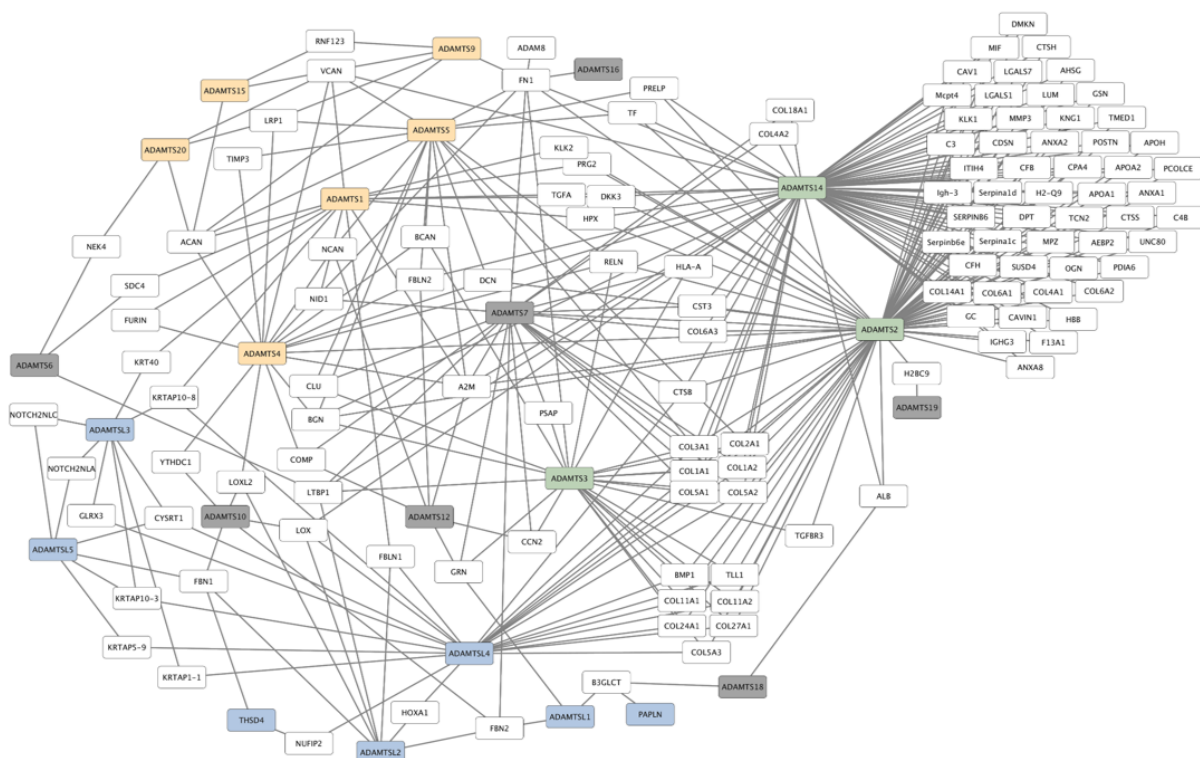 DMKN
RNF123
ADAMTS9
ADAM8
MIF
CTSH
VCAN
FN1
ADAMTS16
CAV1
LGALS7
AHSG
ADAMTS15
PRELP
Mcpt4
LGALS1
LUM
GSN
LRP1
ADAMTS5
TF
COL18A1
KLK1
MMP3
KNG1
TMED1
COL4A2
ADAMTS20
TIMP3
KLK2
PRG2
C3
CDSN
ANXA2
POSTN
APOH
ITIH4
CFB
CPA4
APOA2
PCOLCE
ADAMTS1
TGFA
DKK3
ADAMTS14
Igh-3
Serpina1d
H2-Q9
APOA1
ANXA1
HPX
SERPINB6
DPT
TCN2
CTSS
C4B
NEK4
ACAN
NCAN
BCAN
Serpinb6e
Serpina1c
MPZ
AEBP2
UNC80
RELN
HLA-A
CFH
SUSD4
OGN
PDIA6
SDC4
FBLN2
DCN
COL14A1
COL6A1
COL4A1
COL6A2
NID1
ADAMTS7
CST3
FURIN
COL6A3
ADAMTS2
GC
CAVIN1
HBB
IGHG3
F13A1
ADAMTS6
KRT40
ADAMTS4
ANXA8
CLU
A2M
CTSB
H2BC9
KRTAP10-8
ADAMTS19
NOTCH2NLC
ADAMTSL3
BGN
PSAP
COL3A1
COL2A1
YTHDC1
COMP
NOTCH2NLA
COL1A1
COL1A2
LOXL2
LTBP1
ADAMTS3
COL5A1
COL5A2
ALB
GLRX3
CYSRT1
ADAMTS10
ADAMTS12
LOX
TGFBR3
ADAMTSL5
FBLN1
CCN2
FBN1
GRN
BMP1
TLL1
KRTAP10-3
COL11A1
COL11A2
COL24A1
COL27A1
KRTAP5-9
ADAMTSL4
COL5A3
KRTAP1-1
B3GLCT
ADAMTS18
THSD4
HOXA1
ADAMTSL1
PAPLN
NUFIP2
ADAMTSL2
FBN2